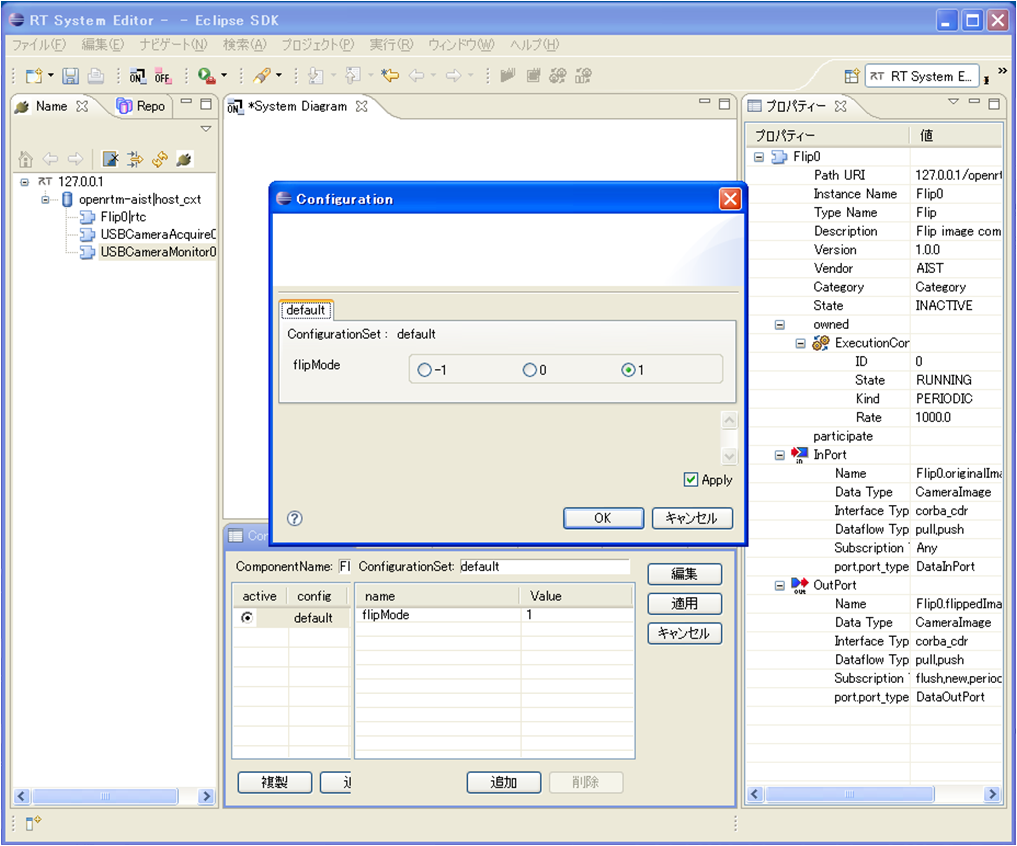 RT System Editor - - Eclipse SDK
ファイル(F) 編集(E) ナビゲート(N) 検索(A) プロジェクト(P) 実行(R) ウィンドウ(W) ヘルプ(H)
ON OFF RT RT System E... »
Name Repo
ON *System Diagram
プロパティー
RT 127.0.0.1
openrtm-aist|host_cxt
Flip0|rtc
USBCameraAcquire0
USBCameraMonitor0
Configuration
default
ConfigurationSet : default
flipMode -1 0 1
Apply
OK キャンセル
ComponentName: Fl ConfigurationSet: default
active config
default
name Value
flipMode 1
編集
適用
キャンセル
複製
追加 削除
プロパティー 値
Flip0
Path URI 127.0.0.1/openrt
Instance Name Flip0
Type Name Flip
Description Flip image com
Version 1.0.0
Vendor AIST
Category Category
State INACTIVE
owned
ExecutionCor
ID 0
State RUNNING
Kind PERIODIC
Rate 1000.0
participate
in InPort
Name Flip0.originalIma
Data Type CameraImage
Interface Typ corba_cdr
Dataflow Typ pull,push
Subscription Any
port.port_type DataInPort
out OutPort
Name Flip0.flippedIma
Data Type CameraImage
Interface Typ corba_cdr
Dataflow Typ pull,push
Subscription flush,new,perioc
port.port_type DataOutPort